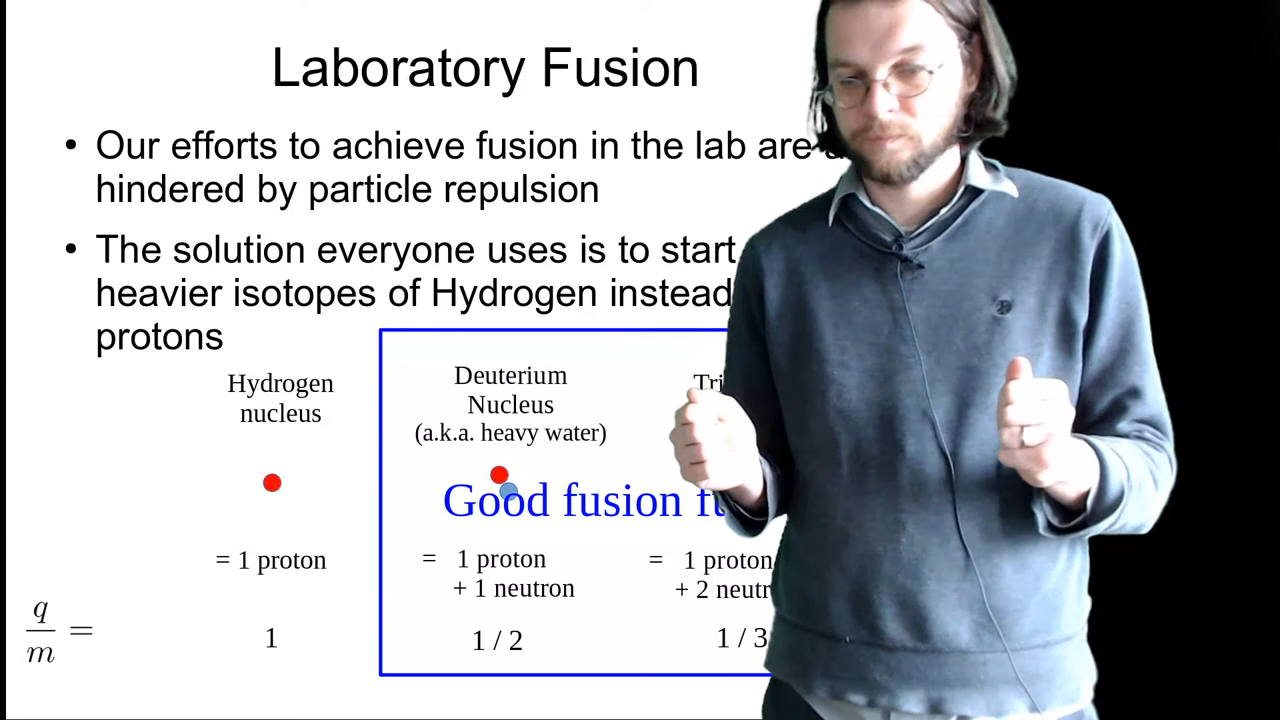 Laboratory Fusion
• Our efforts to achieve fusion in the lab are
hindered by particle repulsion
• The solution everyone uses is to start
heavier isotopes of Hydrogen instead
protons
Hydrogen
nucleus
Deuterium
Nucleus
(a.k.a. heavy water)
Good fusion
= 1 proton
= 1 proton
+ 1 neutron
= 1 proton
+ 2
q
m =
1
1 / 2
1 / 3